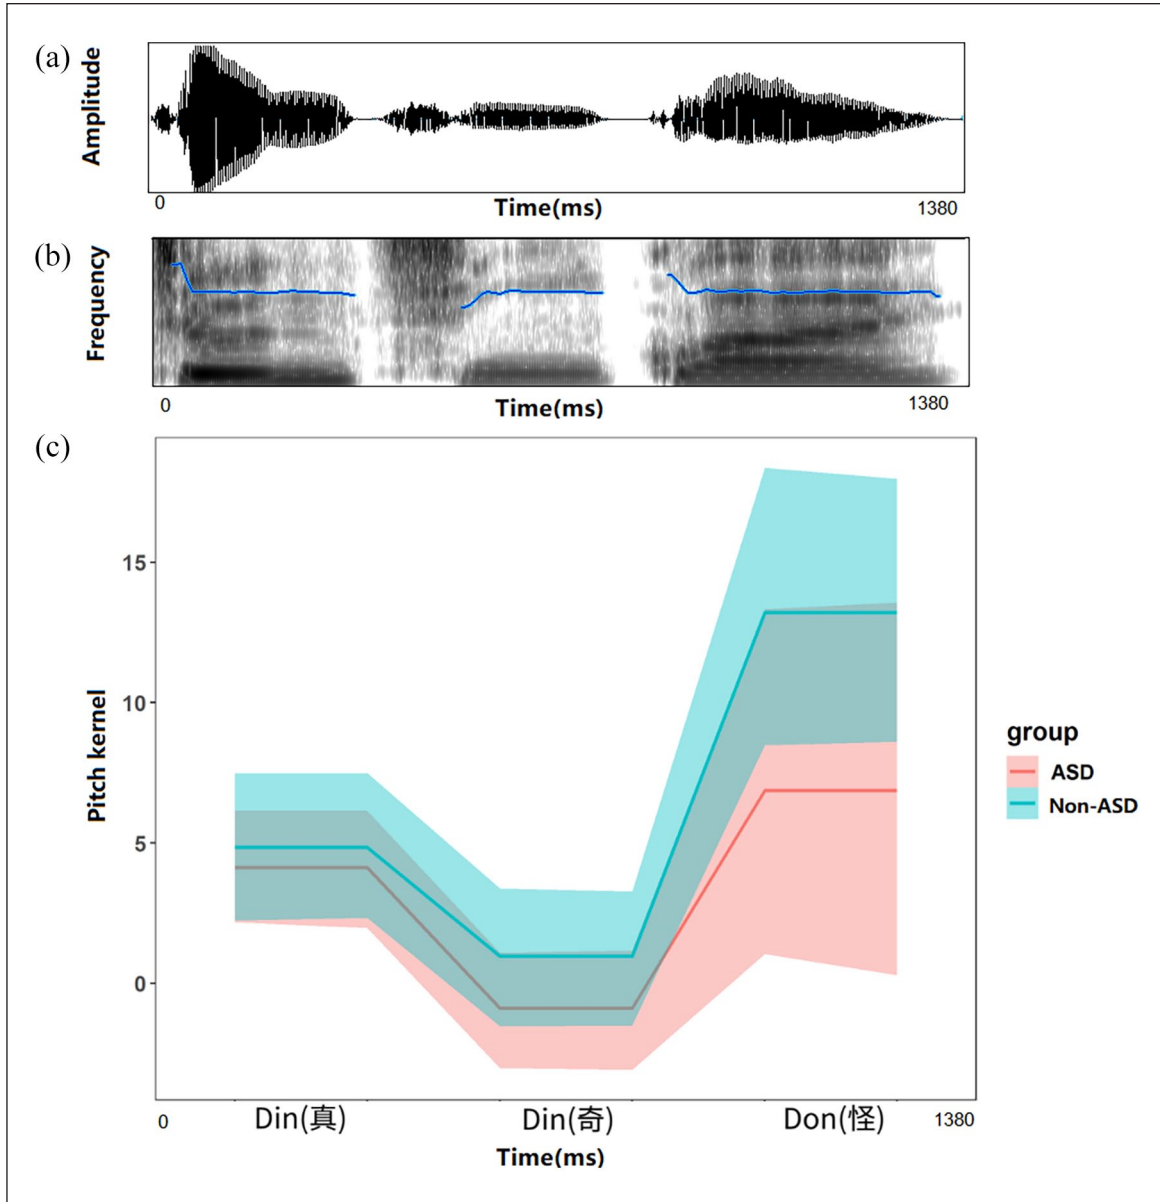 (a)
Amplitude
0
Time(ms)
1380
(b)
Frequency
0
Time(ms)
1380
(c)
Pitch kernel
15
10
5
0
group
ASD
Non-ASD
0
Din(真)
Din(奇)
Don(怪)
1380
Time(ms)